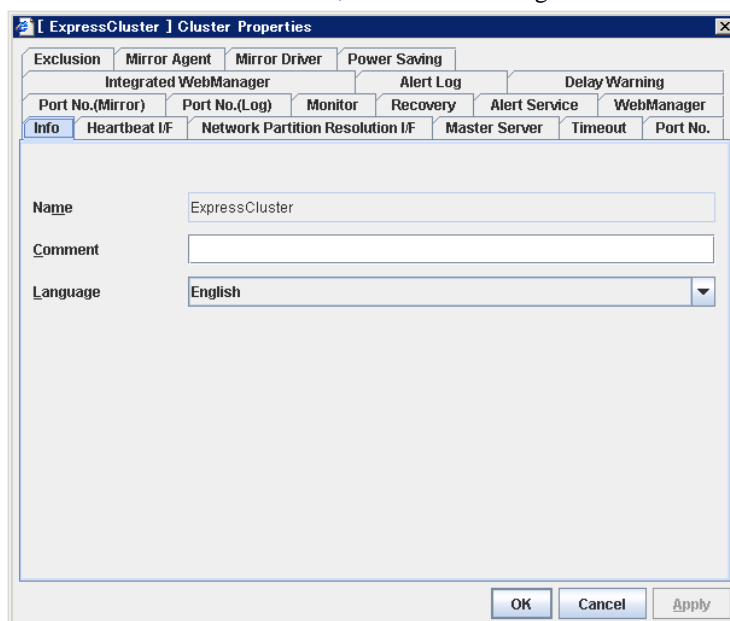 [ ExpressCluster ] Cluster Properties
Exclusion Mirror Agent Mirror Driver Power Saving
Integrated WebManager Alert Log Delay Warning
Port No.(Mirror) Port No.(Log) Monitor Recovery Alert Service WebManager
Info Heartbeat I/F Network Partition Resolution I/F Master Server Timeout Port No.
Name ExpressCluster
Comment
Language English
OK Cancel Apply